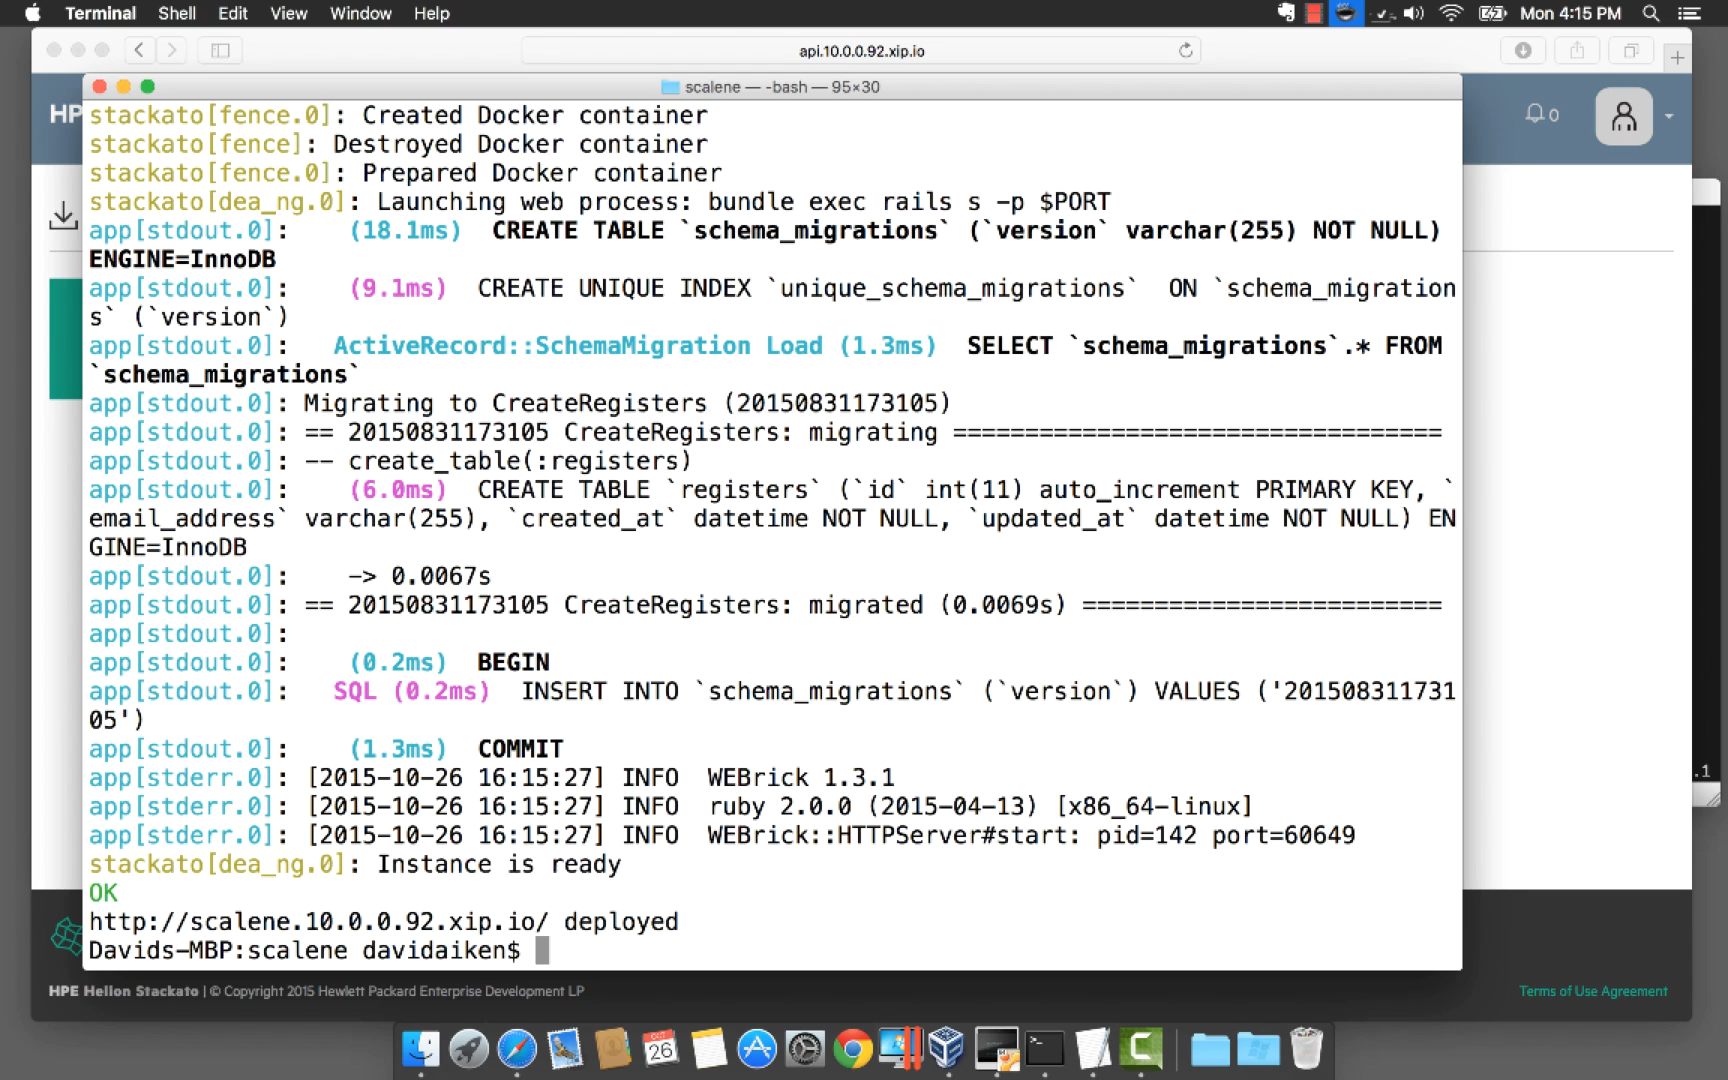 Terminal Shell Edit View Window Help Mon 4:15 PM
api.10.0.0.92.xip.io
scalene — -bash — 95×30
HP
0
stackato[fence.0]: Created Docker container
stackato[fence]: Destroyed Docker container
stackato[fence.0]: Prepared Docker container
stackato[dea_ng.0]: Launching web process: bundle exec rails s -p $PORT
app[stdout.0]:    (18.1ms)  CREATE TABLE `schema_migrations` (`version` varchar(255) NOT NULL)
ENGINE=InnoDB
app[stdout.0]:    (9.1ms)  CREATE UNIQUE INDEX `unique_schema_migrations`  ON `schema_migration
s` (`version`)
app[stdout.0]:   ActiveRecord::SchemaMigration Load (1.3ms)  SELECT `schema_migrations`.* FROM
`schema_migrations`
app[stdout.0]: Migrating to CreateRegisters (20150831173105)
app[stdout.0]: == 20150831173105 CreateRegisters: migrating ==================================
app[stdout.0]: -- create_table(:registers)
app[stdout.0]:    (6.0ms)  CREATE TABLE `registers` (`id` int(11) auto_increment PRIMARY KEY, `
email_address` varchar(255), `created_at` datetime NOT NULL, `updated_at` datetime NOT NULL) EN
GINE=InnoDB
app[stdout.0]:    -> 0.0067s
app[stdout.0]: == 20150831173105 CreateRegisters: migrated (0.0069s) =========================
app[stdout.0]:
app[stdout.0]:    (0.2ms)  BEGIN
app[stdout.0]:   SQL (0.2ms)  INSERT INTO `schema_migrations` (`version`) VALUES ('201508311731
05')
app[stdout.0]:    (1.3ms)  COMMIT
app[stderr.0]: [2015-10-26 16:15:27] INFO  WEBrick 1.3.1
.1
app[stderr.0]: [2015-10-26 16:15:27] INFO  ruby 2.0.0 (2015-04-13) [x86_64-linux]
app[stderr.0]: [2015-10-26 16:15:27] INFO  WEBrick::HTTPServer#start: pid=142 port=60649
stackato[dea_ng.0]: Instance is ready
OK
http://scalene.10.0.0.92.xip.io/ deployed
Davids-MBP:scalene davidaiken$
HPE Helion Stackato | © Copyright 2015 Hewlett Packard Enterprise Development LP
Terms of Use Agreement
OCT
26